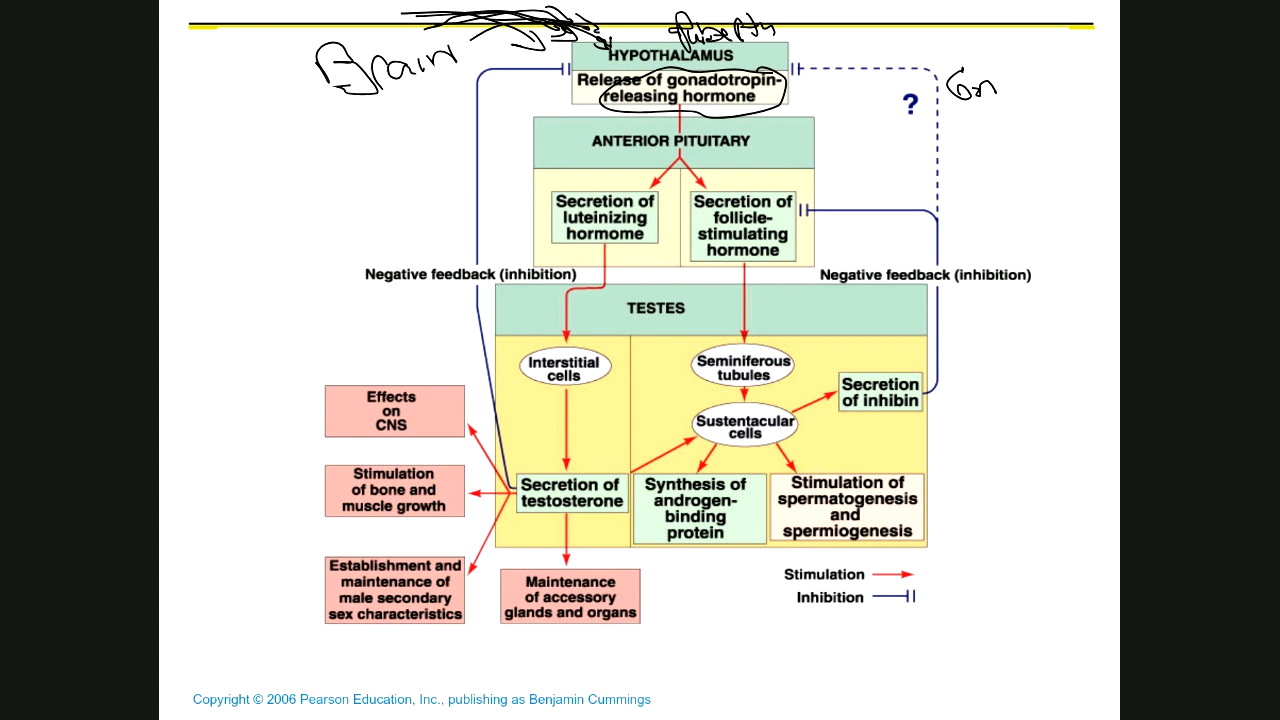 Brain
Puberty
HYPOTHALAMUS
Release of gonadotropin-
releasing hormone
Gn
?
ANTERIOR PITUITARY
Secretion of
luteinizing
hormome
Secretion of
follicle-
stimulating
hormone
Negative feedback (inhibition)
Negative feedback (inhibition)
TESTES
Interstitial
cells
Seminiferous
tubules
Secretion
of inhibin
Sustentacular
cells
Effects
on
CNS
Stimulation
of bone and
muscle growth
Secretion of
testosterone
Synthesis of
androgen-
binding
protein
Stimulation of
spermatogenesis
and
spermiogenesis
Establishment and
maintenance of
male secondary
sex characteristics
Maintenance
of accessory
glands and organs
Stimulation
Inhibition
Copyright © 2006 Pearson Education, Inc., publishing as Benjamin Cummings